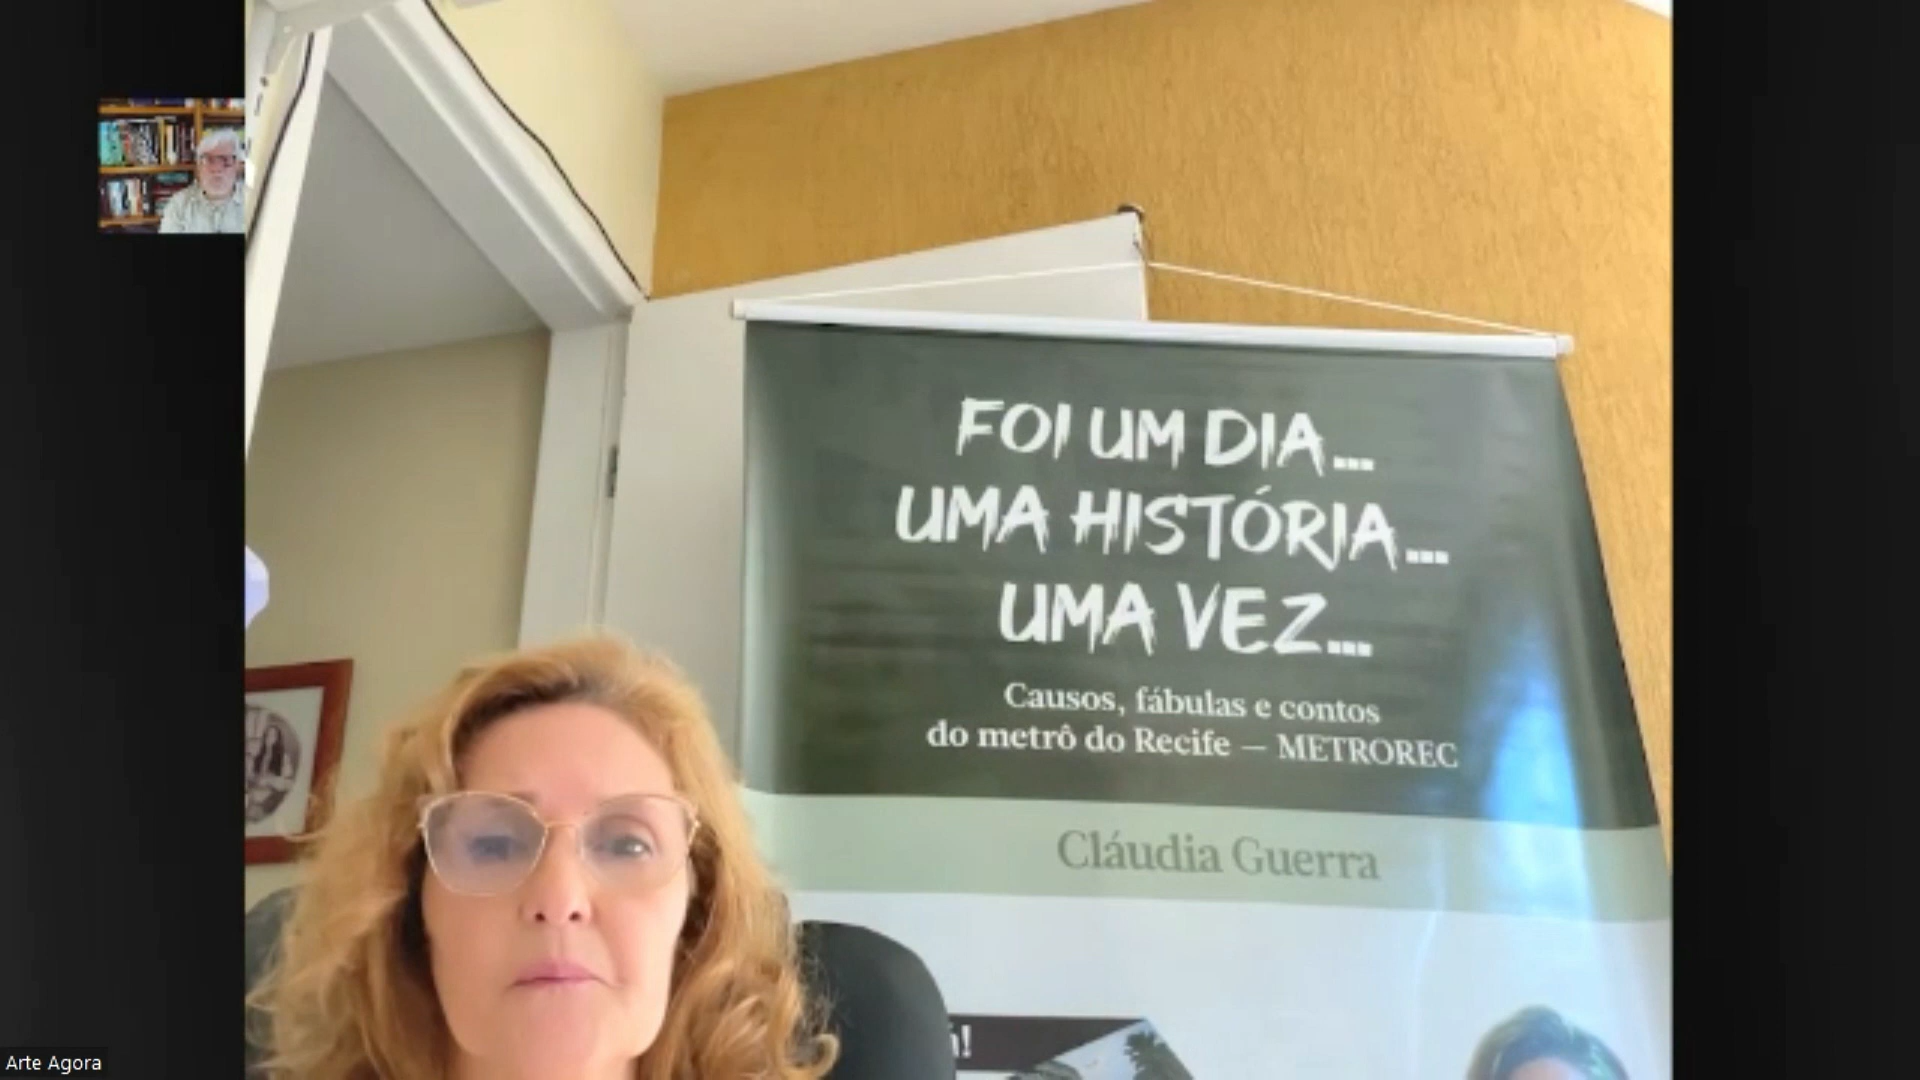 FOI UM DIA...
UMA HISTÓRIA...
UMA VEZ...
Causos, fábulas e contos
do metrô do Recife — METROREC
Cláudia Guerra
Arte Agora